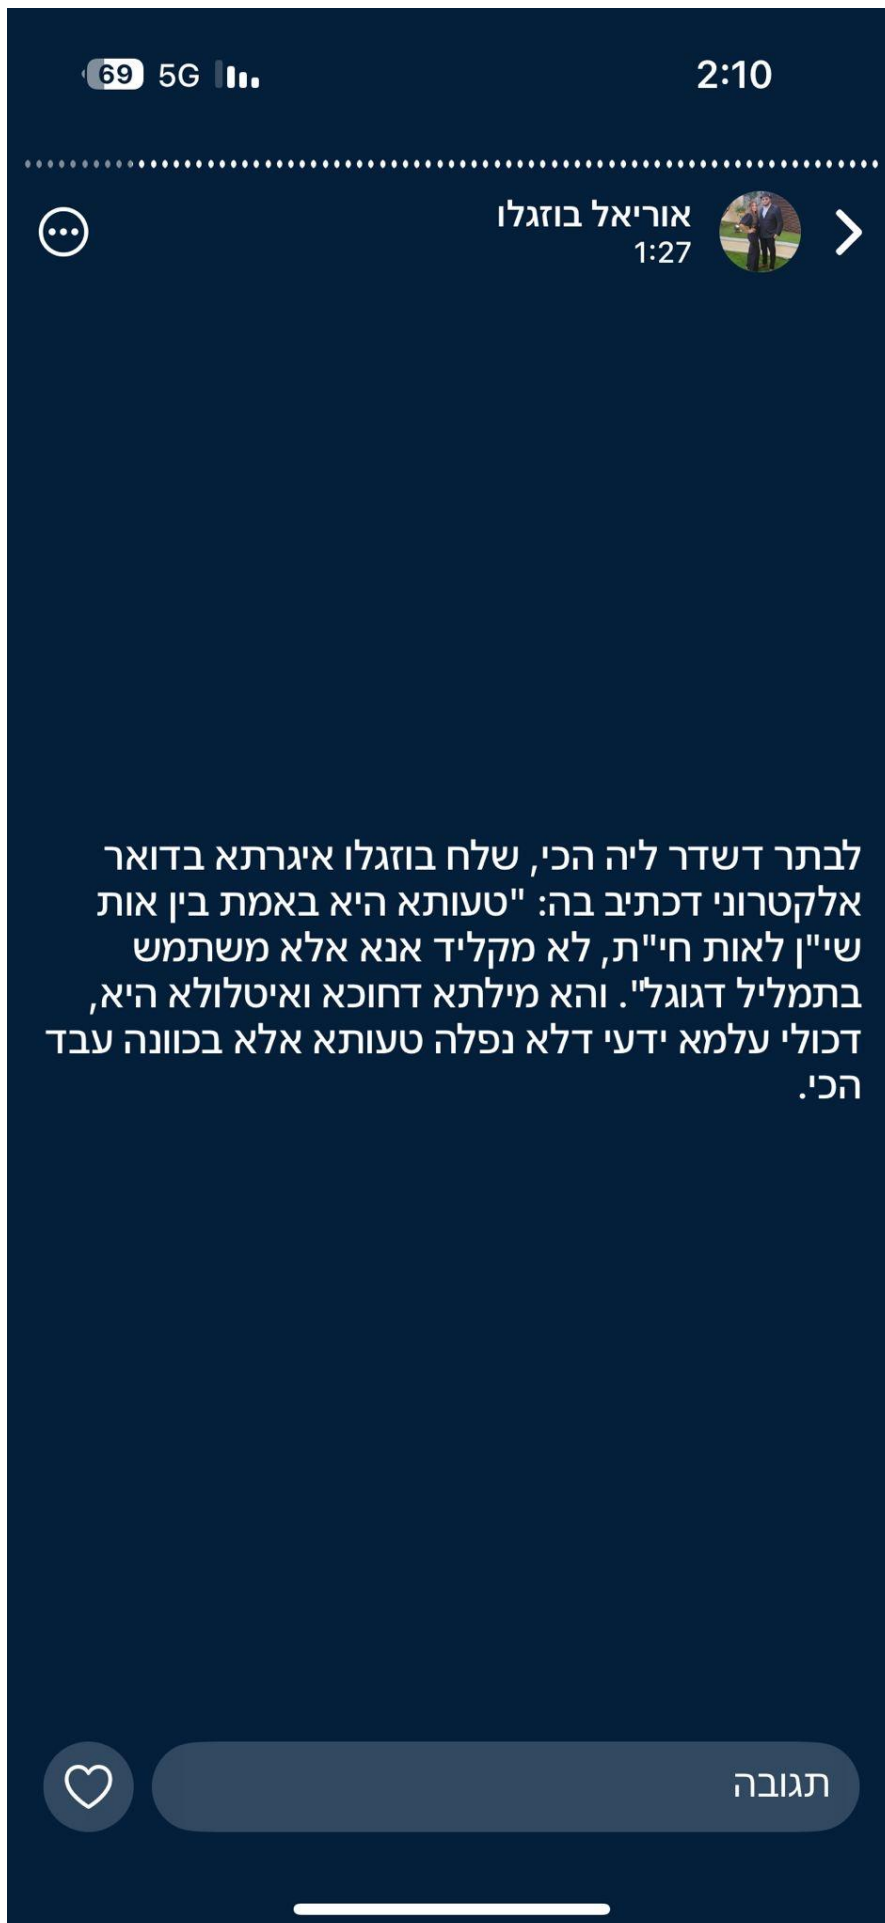 2:10
5G 69
אוריאל בוזגלו
1:27
לבתר דשדר ליה הכי, שלח בוזגלו איגרתא בדואר
אלקטרוני דכתיב בה: "טעותא היא באמת בין אות
שי"ן לאות חי"ת, לא מקליד אנא אלא משתמש
בתמליל דגוגל". והא מילתא דחוכא ואיטלולא היא,
דכולי עלמא ידעי דלא נפלה טעותא אלא בכוונה עבד
הכי.
תגובה